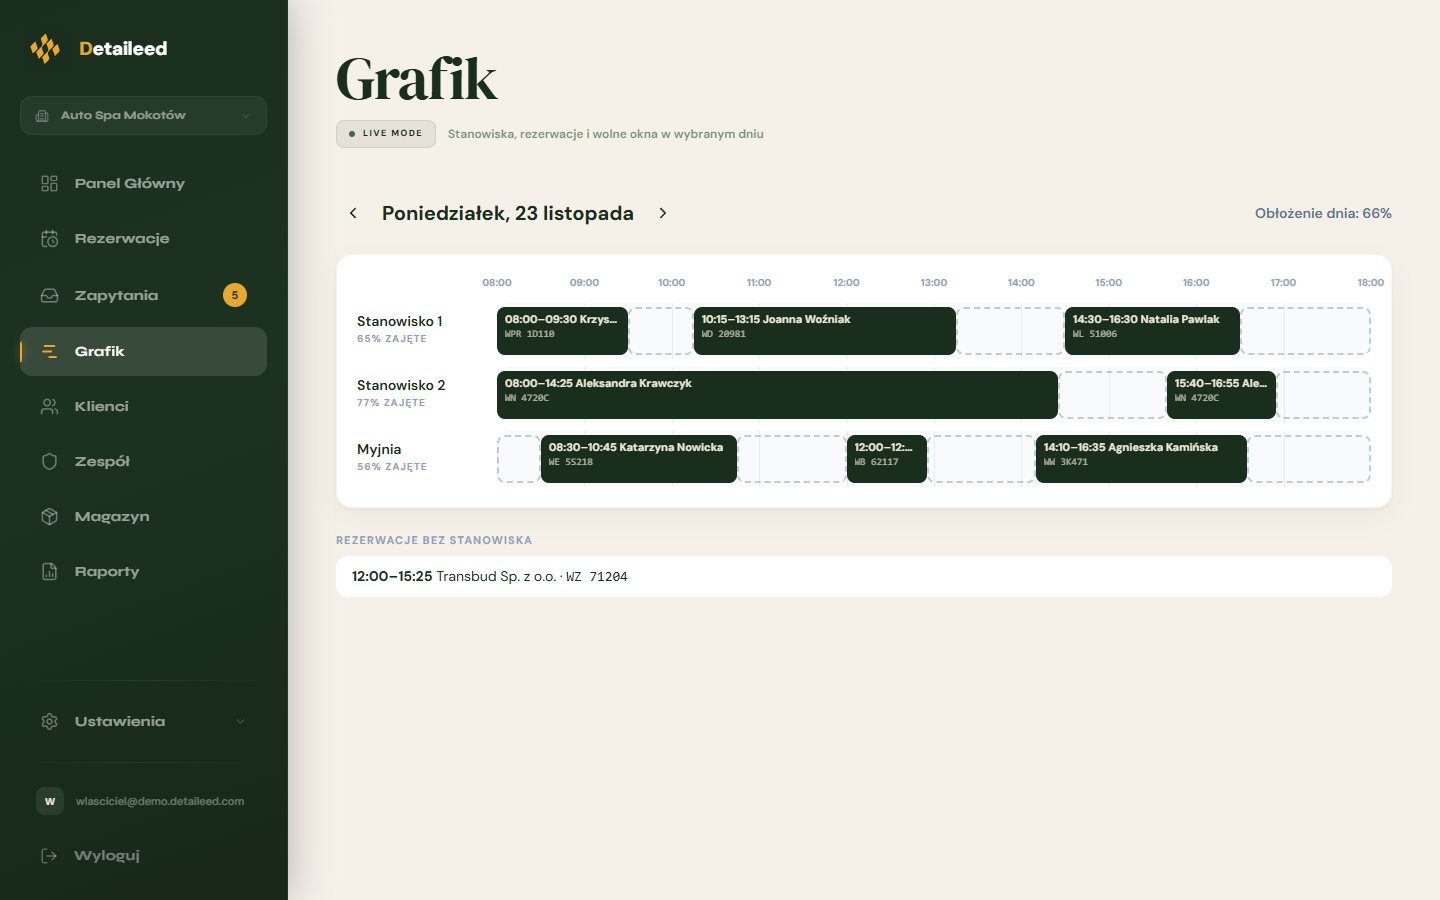 Detaileed
Auto Spa Mokotów
Panel Główny
Rezerwacje
Zapytania 5
Grafik
Klienci
Zespół
Magazyn
Raporty
Ustawienia
W wlasciciel@demo.detaileed.com
Wyloguj
Grafik
LIVE MODE Stanowiska, rezerwacje i wolne okna w wybranym dniu
Poniedziałek, 23 listopada
Obłożenie dnia: 66%
08:00 09:00 10:00 11:00 12:00 13:00 14:00 15:00 16:00 17:00 18:00
Stanowisko 1
65% ZAJĘTE
08:00–09:30 Krzys...
WPR 1D110
10:15–13:15 Joanna Woźniak
WD 20981
14:30–16:30 Natalia Pawlak
WL 51006
Stanowisko 2
77% ZAJĘTE
08:00–14:25 Aleksandra Krawczyk
WN 4720C
15:40–16:55 Ale...
WN 4720C
Myjnia
56% ZAJĘTE
08:30–10:45 Katarzyna Nowicka
WE 5S218
12:00–12:...
WB 62117
14:10–16:35 Agnieszka Kamińska
WW 3K471
REZERWACJE BEZ STANOWISKA
12:00–15:25 Transbud Sp. z o.o. · WZ 71204